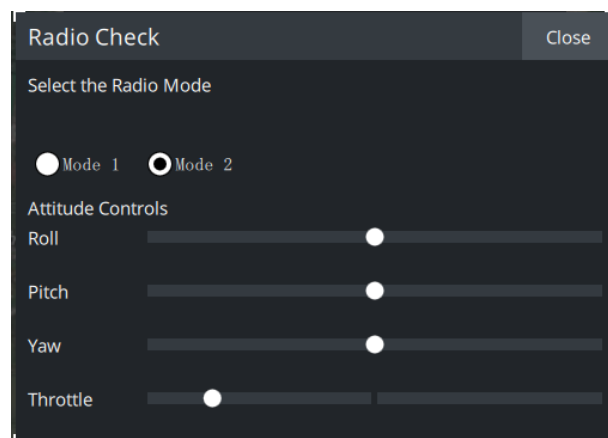 Radio Check Close
Select the Radio Mode
Mode 1 Mode 2
Attitude Controls
Roll
Pitch
Yaw
Throttle